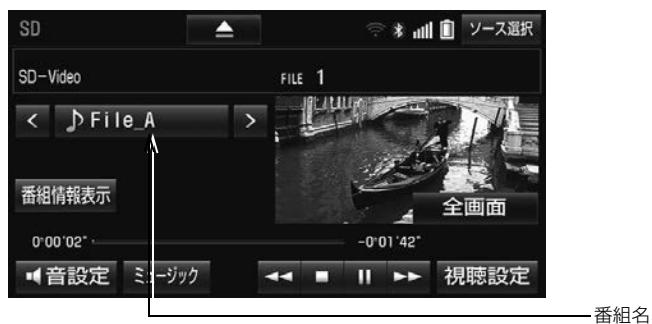 SD
ソース選択
SD-Video
FILE 1
< File_A >
番組情報表示
全画面
0°00'02"
-0°01'42"
音設定
ミュージック
視聴設定
番組名